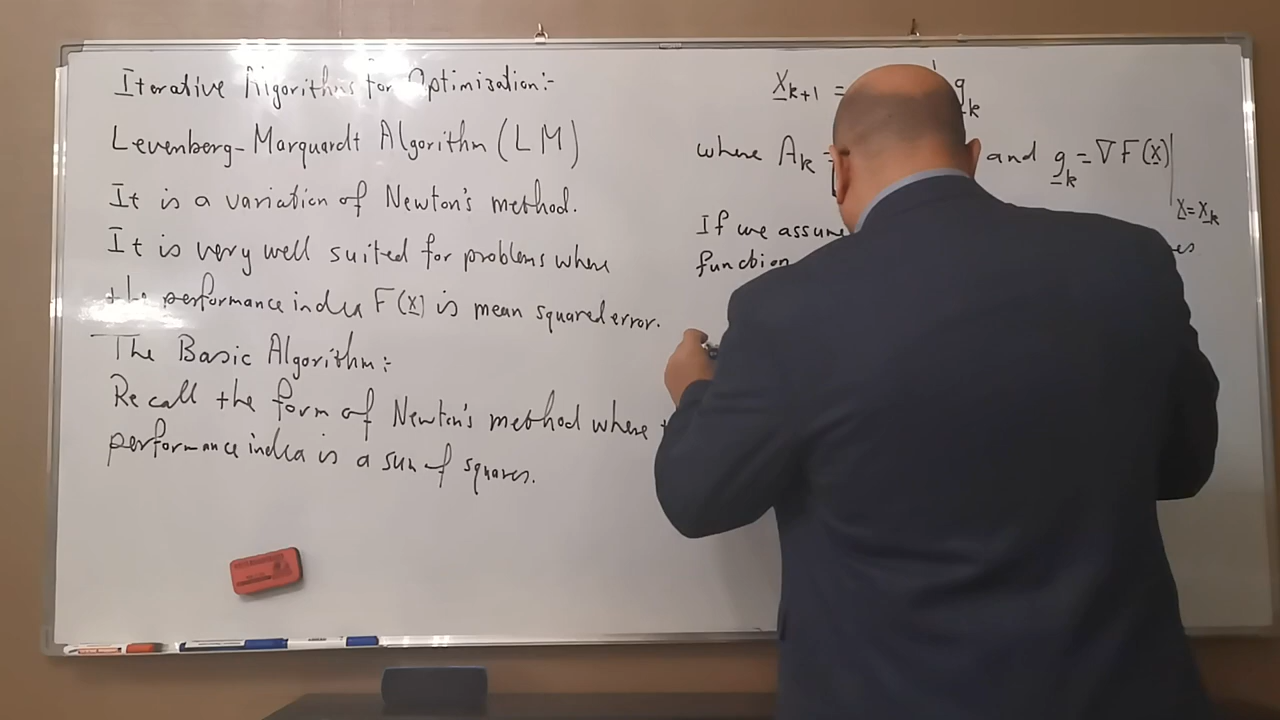 Iterative Algorithms for Optimization:-
Levenberg-Marquardt Algorithm (LM)
It is a variation of Newton's method.
It is very well suited for problems where
the performance index F(x) is mean squared error.
The Basic Algorithm:-
Recall the form of Newton's method where
performance index is a sum of squares.
x_{k+1} = g_k
where A_k and g_k = ∇F(x)|_{x=x_k}
If we assume
function